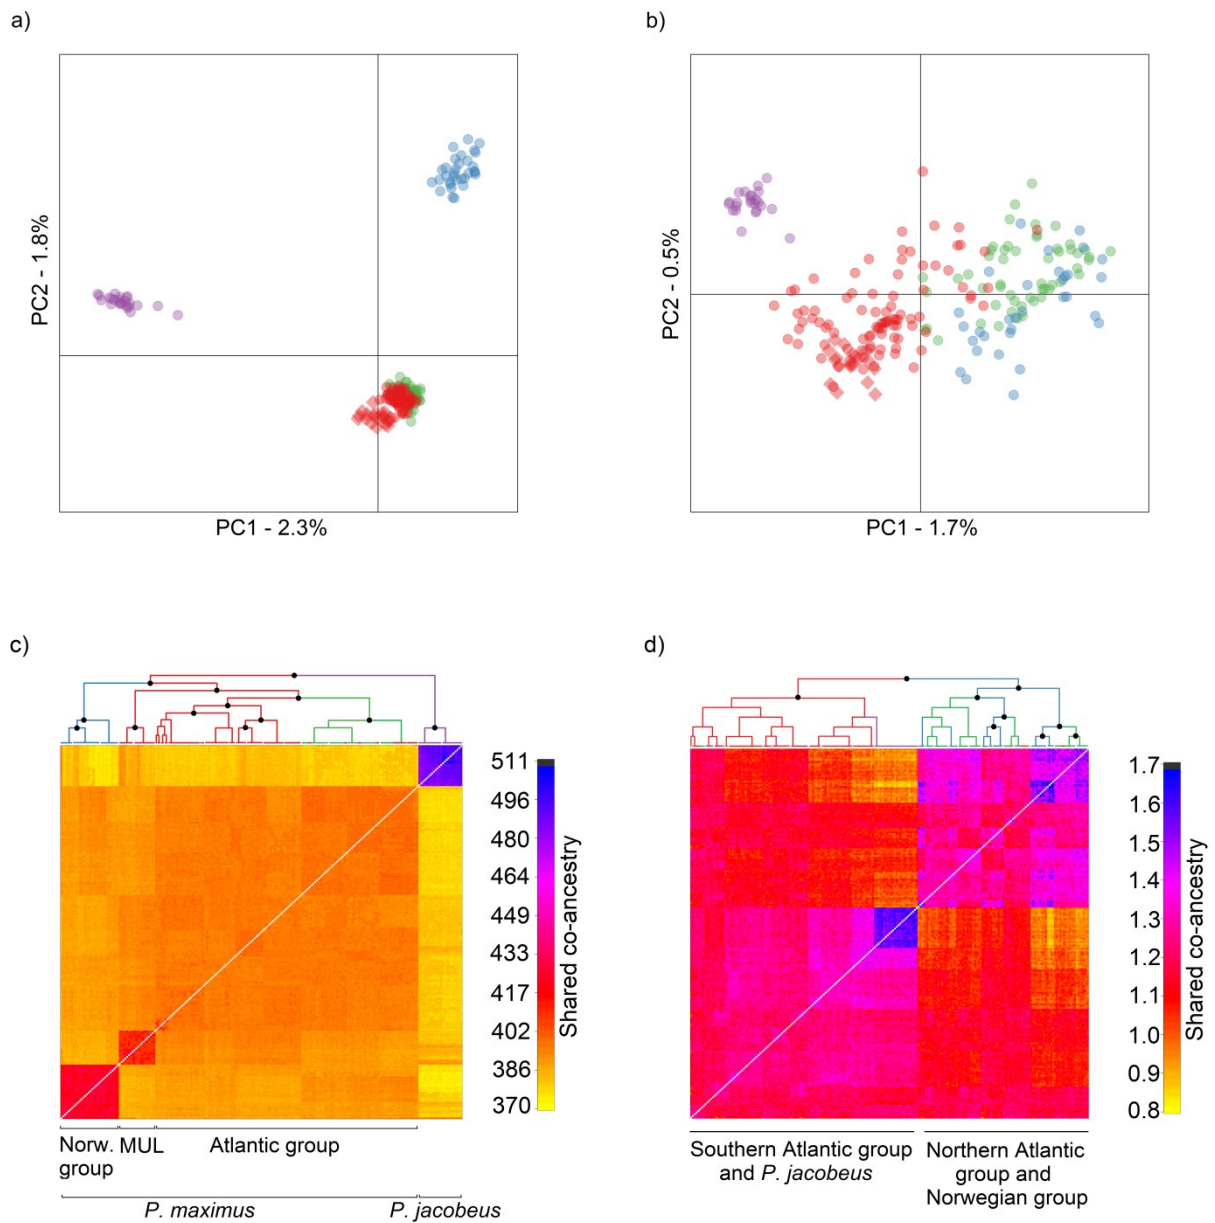 a)
b)
PC2 - 1.8%
PC1 - 2.3%
PC2 - 0.5%
PC1 - 1.7%
c)
d)
511
496
480
464
449
433
417
402
386
370
Shared co-ancestry
Norw.
group
MUL
Atlantic group
P. maximus
P. jacobeus
1.7
1.6
1.5
1.4
1.3
1.2
1.1
1.0
0.9
0.8
Shared co-ancestry
Southern Atlantic group
and P. jacobeus
Northern Atlantic
group and
Norwegian group